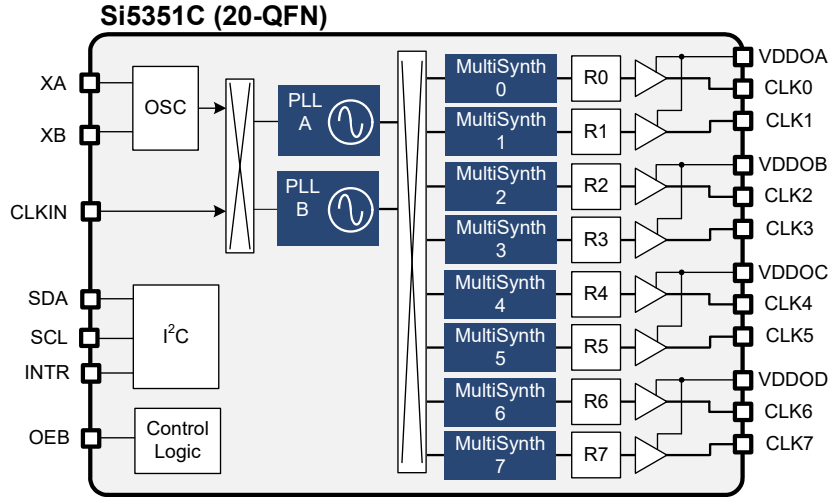 Si5351C (20-QFN)
XA
XB
CLKIN
SDA
SCL
INTR
OEB
OSC
I²C
Control
Logic
PLL
A
PLL
B
MultiSynth
0
MultiSynth
1
MultiSynth
2
MultiSynth
3
MultiSynth
4
MultiSynth
5
MultiSynth
6
MultiSynth
7
R0
R1
R2
R3
R4
R5
R6
R7
VDDOA
CLK0
CLK1
VDDOB
CLK2
CLK3
VDDOC
CLK4
CLK5
VDDOD
CLK6
CLK7